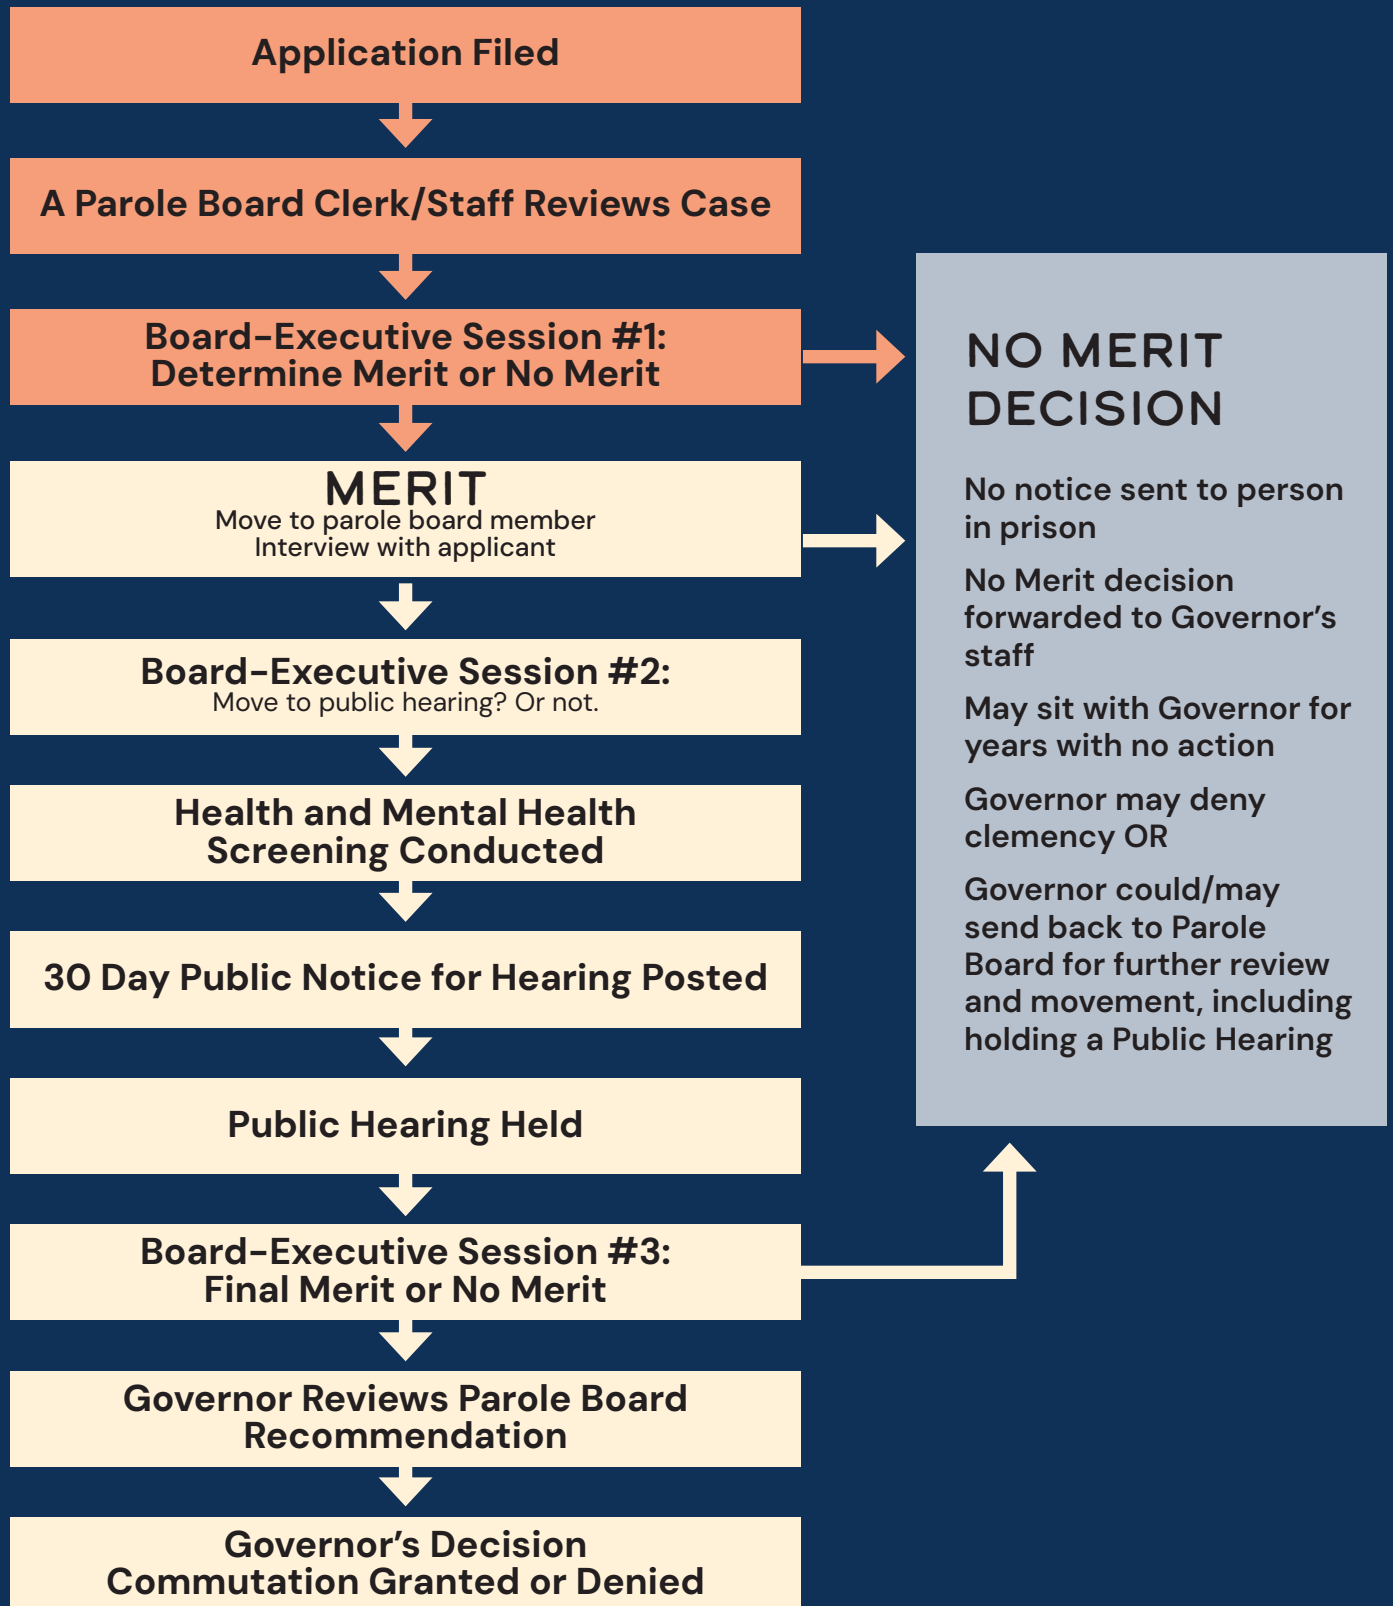 Application Filed
A Parole Board Clerk/Staff Reviews Case
Board-Executive Session #1:
Determine Merit or No Merit
MERIT
Move to parole board member
Interview with applicant
Board-Executive Session #2:
Move to public hearing? Or not.
Health and Mental Health
Screening Conducted
30 Day Public Notice for Hearing Posted
Public Hearing Held
Board-Executive Session #3:
Final Merit or No Merit
Governor Reviews Parole Board
Recommendation
Governor’s Decision
Commutation Granted or Denied
NO MERIT
DECISION
No notice sent to person
in prison
No Merit decision
forwarded to Governor’s
staff
May sit with Governor for
years with no action
Governor may deny
clemency OR
Governor could/may
send back to Parole
Board for further review
and movement, including
holding a Public Hearing